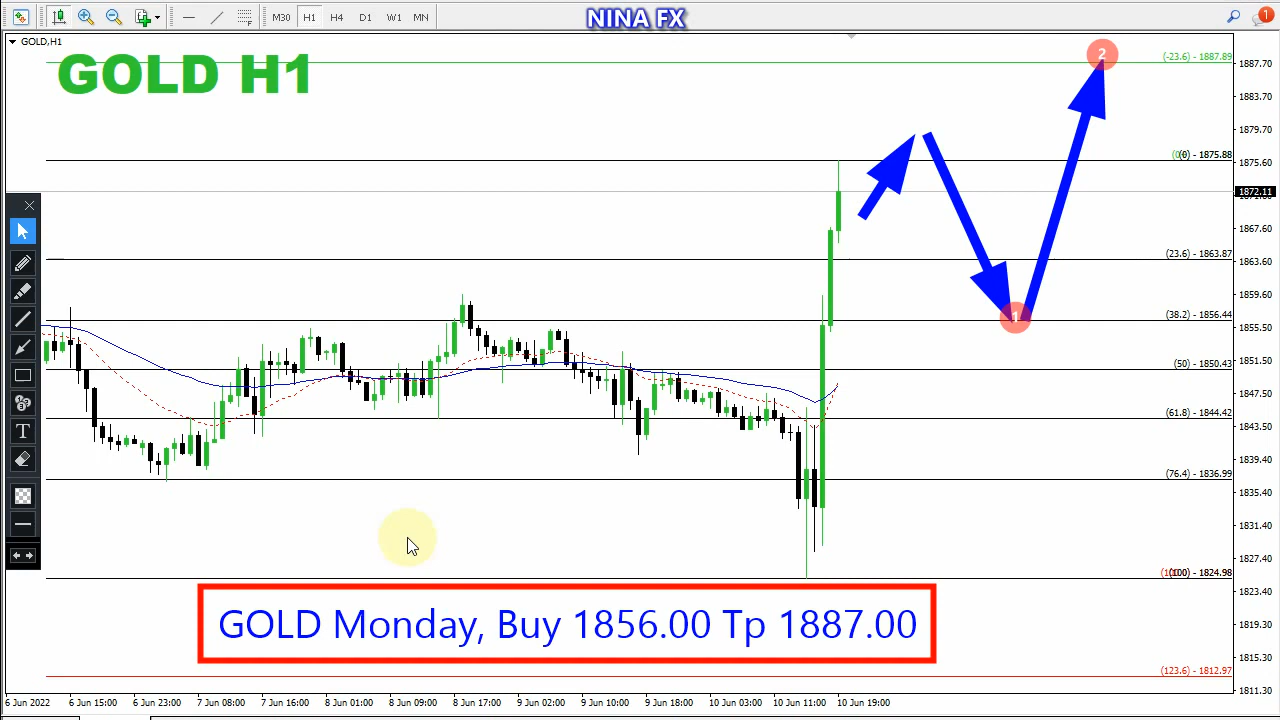 M30 H1 H4 D1 W1 MN
NINA FX
1
GOLD,H1
GOLD H1
2
(-23.6) - 1887.89
1887.70
1883.70
1879.70
(0) - 1875.88
1875.60
1872.11
1867.60
(23.6) - 1863.87
1863.60
1859.60
1
(38.2) - 1856.44
1855.50
(50) - 1850.43
1851.50
1847.50
(61.8) - 1844.42
1843.50
3
T
1839.40
(76.4) - 1836.99
1835.40
1831.40
1827.40
(100) - 1824.98
1823.40
GOLD Monday, Buy 1856.00 Tp 1887.00
1819.30
1815.30
(123.6) - 1812.97
1811.30
6 Jun 2022 6 Jun 15:00 6 Jun 23:00 7 Jun 08:00 7 Jun 16:00 8 Jun 01:00 8 Jun 09:00 9 Jun 02:00 9 Jun 10:00 9 Jun 18:00 10 Jun 03:00 10 Jun 11:00 10 Jun 19:00